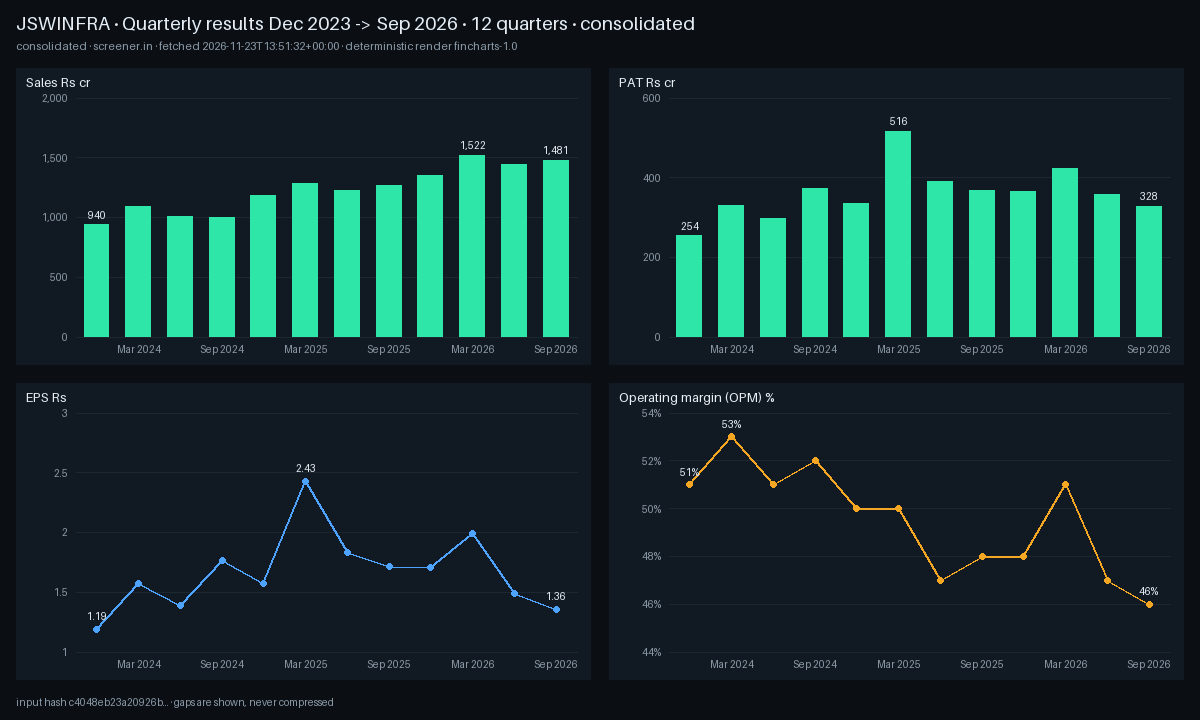 JSWINFRA · Quarterly results Dec 2023 -> Sep 2026 · 12 quarters · consolidated
consolidated · screener.in · fetched 2026-11-23T13:51:32+00:00 · deterministic render fincharts-1.0
Sales Rs cr
2,000
1,500
1,000
500
0
940
1,522
1,481
Mar 2024 Sep 2024 Mar 2025 Sep 2025 Mar 2026 Sep 2026
PAT Rs cr
600
400
200
0
254
516
328
Mar 2024 Sep 2024 Mar 2025 Sep 2025 Mar 2026 Sep 2026
EPS Rs
3
2.5
2
1.5
1
1.19
2.43
1.36
Mar 2024 Sep 2024 Mar 2025 Sep 2025 Mar 2026 Sep 2026
Operating margin (OPM) %
54%
52%
50%
48%
46%
44%
51%
53%
46%
Mar 2024 Sep 2024 Mar 2025 Sep 2025 Mar 2026 Sep 2026
input hash c4048eb23a20926b... · gaps are shown, never compressed